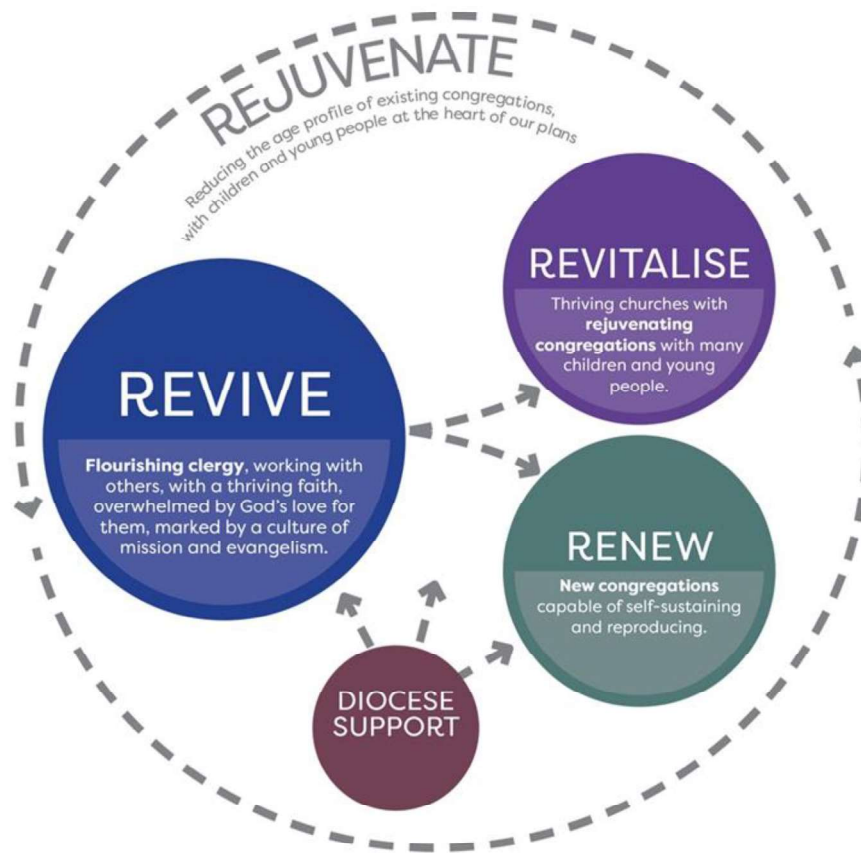 REJUVENATE
Reducing the age profile of existing congregations,
with children and young people at the heart of our plans
REVITALISE
Thriving churches with
rejuvenating
congregations with many
children and young
people.
REVIVE
Flourishing clergy, working with
others, with a thriving faith,
overwhelmed by God's love for
them, marked by a culture of
mission and evangelism.
RENEW
New congregations
capable of self-sustaining
and reproducing.
DIOCESE
SUPPORT